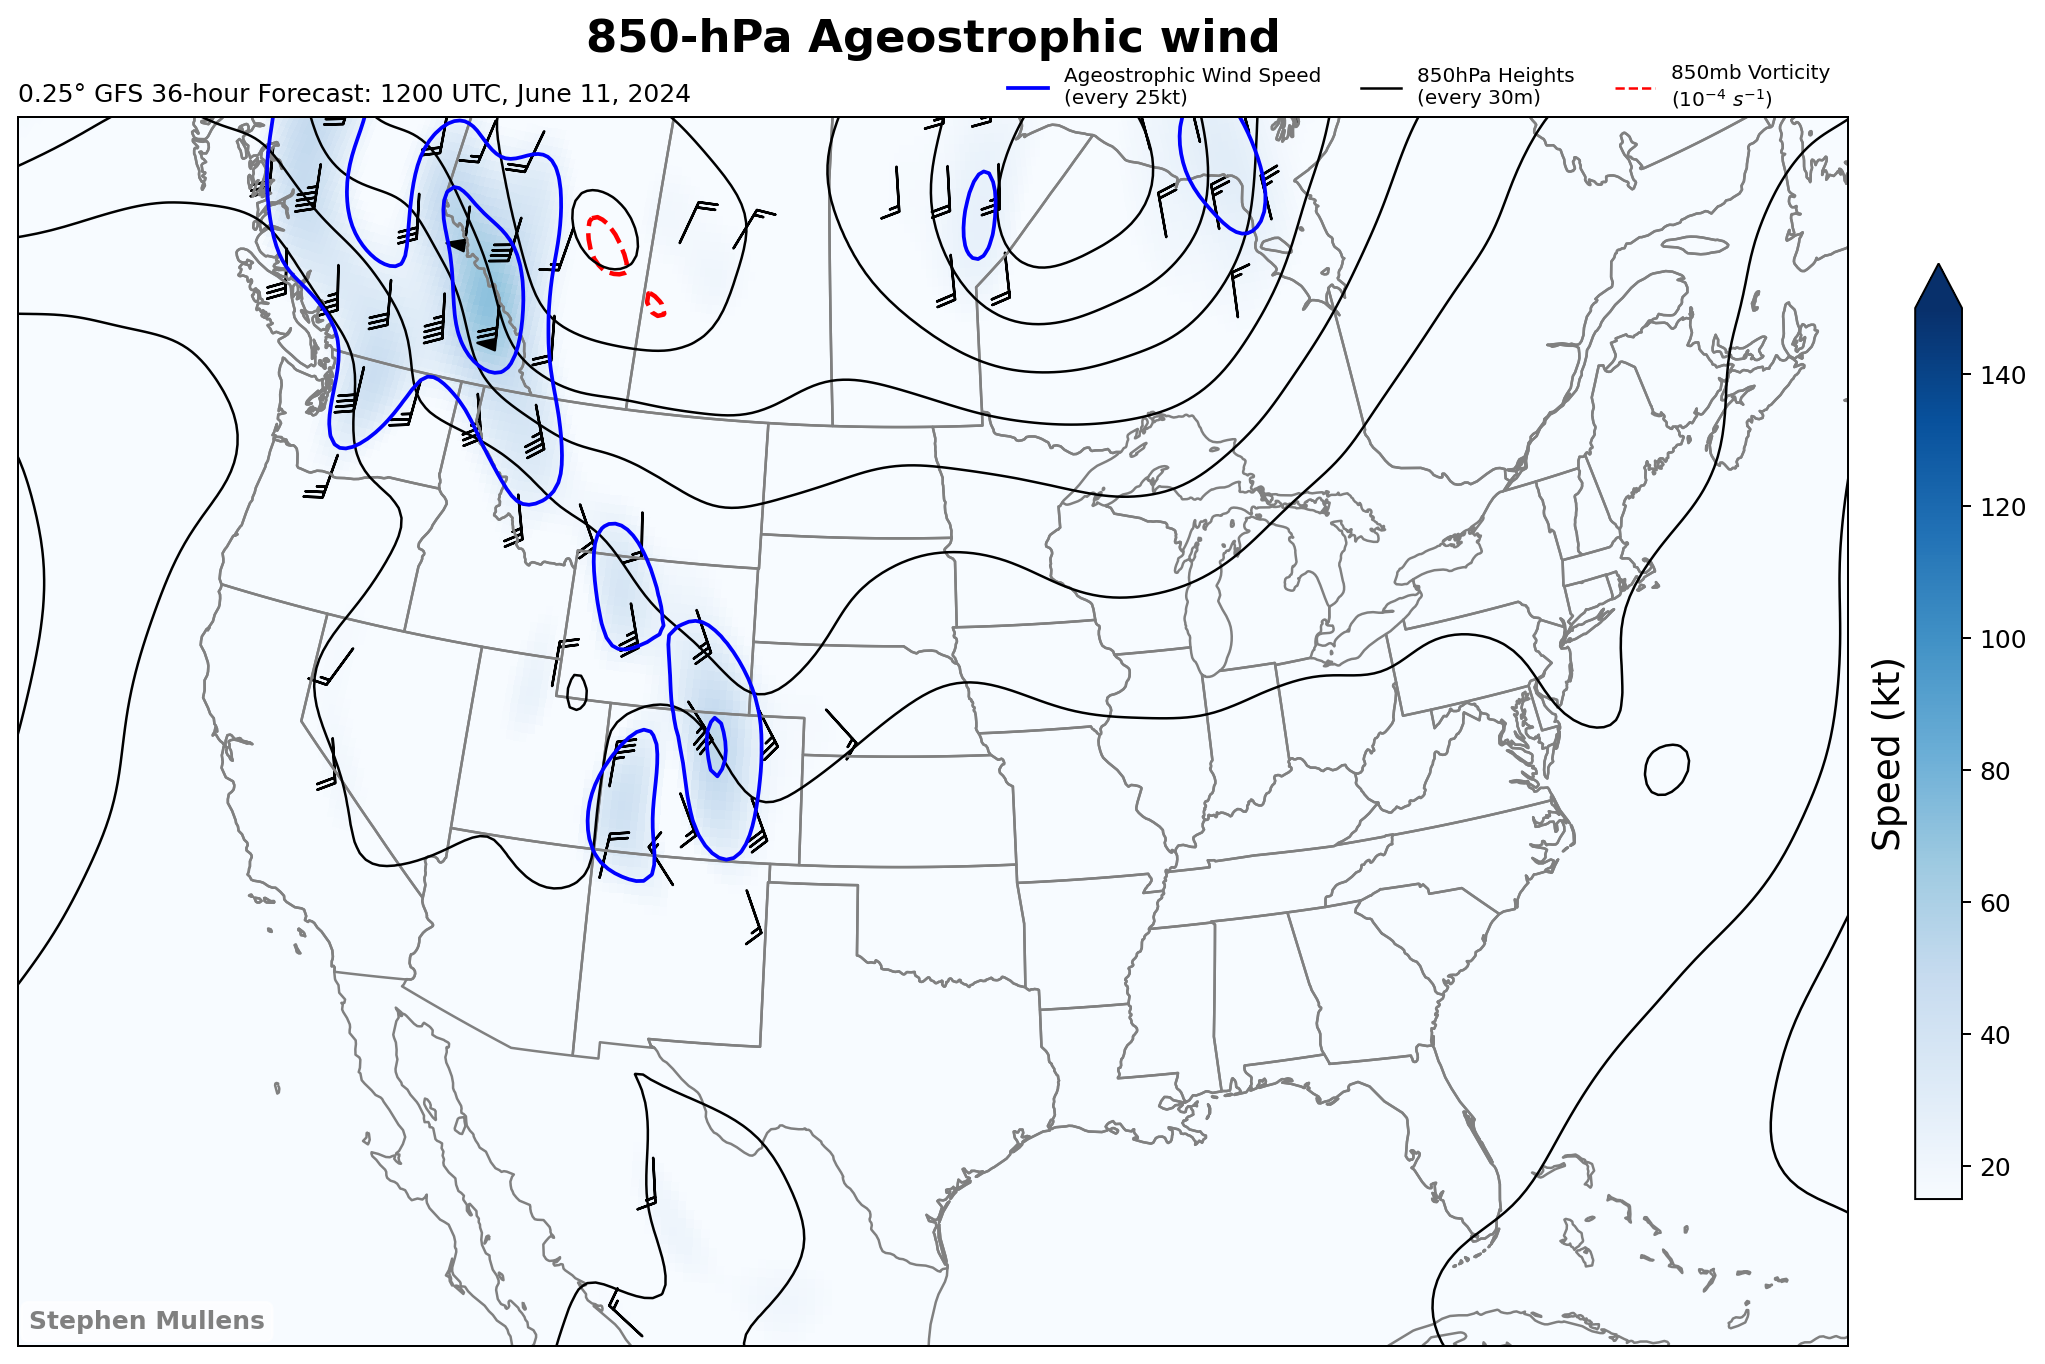 850-hPa Ageostrophic wind
0.25° GFS 36-hour Forecast: 1200 UTC, June 11, 2024
Ageostrophic Wind Speed
(every 25kt)
850hPa Heights
(every 30m)
850mb Vorticity
(10⁻⁴ s⁻¹)
140
120
100
80
60
40
20
Speed (kt)
Stephen Mullens